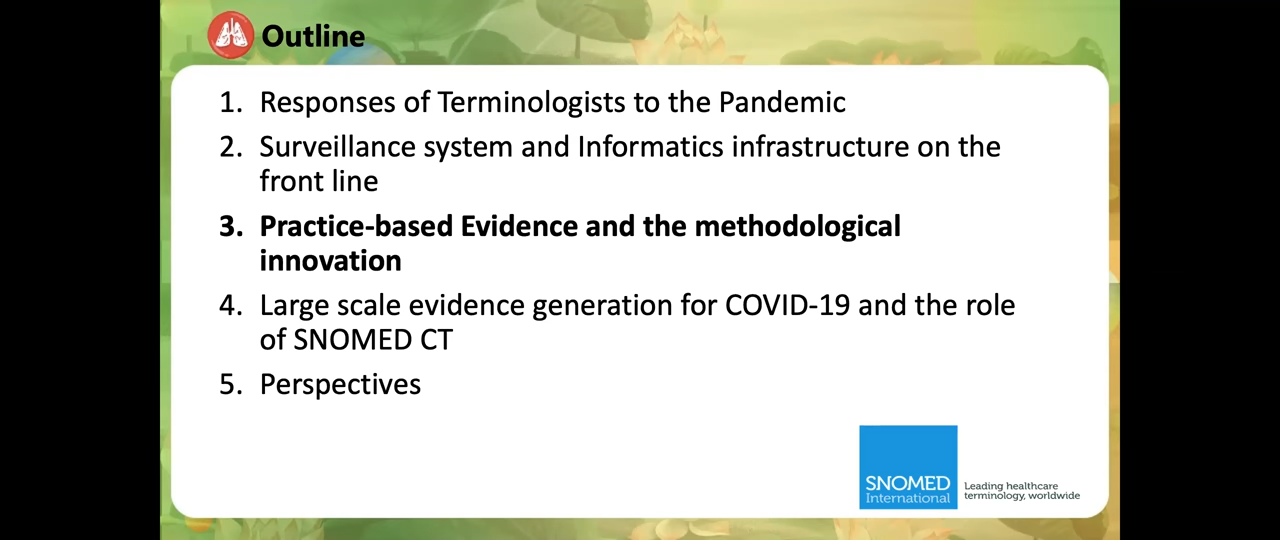 Outline
1. Responses of Terminologists to the Pandemic
2. Surveillance system and Informatics infrastructure on the
front line
3. Practice-based Evidence and the methodological
innovation
4. Large scale evidence generation for COVID-19 and the role
of SNOMED CT
5. Perspectives
SNOMED
International
Leading healthcare
terminology, worldwide